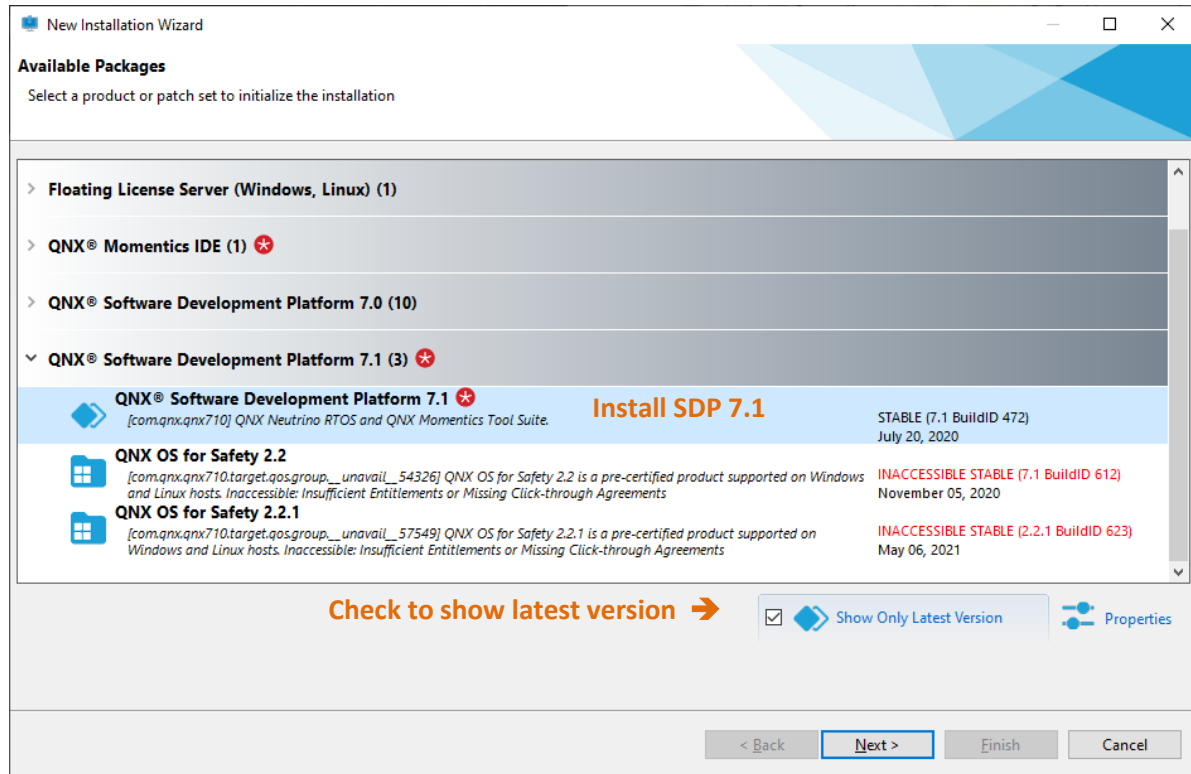 New Installation Wizard
Available Packages
Select a product or patch set to initialize the installation
Floating License Server (Windows, Linux) (1)
QNX® Momentics IDE (1)
QNX® Software Development Platform 7.0 (10)
QNX® Software Development Platform 7.1 (3)
QNX® Software Development Platform 7.1
[com.qnx.qnx710] QNX Neutrino RTOS and QNX Momentics Tool Suite.
Install SDP 7.1
STABLE (7.1 BuildID 472)
July 20, 2020
QNX OS for Safety 2.2
[com.qnx.qnx710.target.qos.group.__unavail__54326] QNX OS for Safety 2.2 is a pre-certified product supported on Windows
and Linux hosts. Inaccessible: Insufficient Entitlements or Missing Click-through Agreements
INACCESSIBLE STABLE (7.1 BuildID 612)
November 05, 2020
QNX OS for Safety 2.2.1
[com.qnx.qnx710.target.qos.group.__unavail__57549] QNX OS for Safety 2.2.1 is a pre-certified product supported on
Windows and Linux hosts. Inaccessible: Insufficient Entitlements or Missing Click-through Agreements
INACCESSIBLE STABLE (2.2.1 BuildID 623)
May 06, 2021
Check to show latest version ➔
Show Only Latest Version
Properties
< Back
Next >
Finish
Cancel